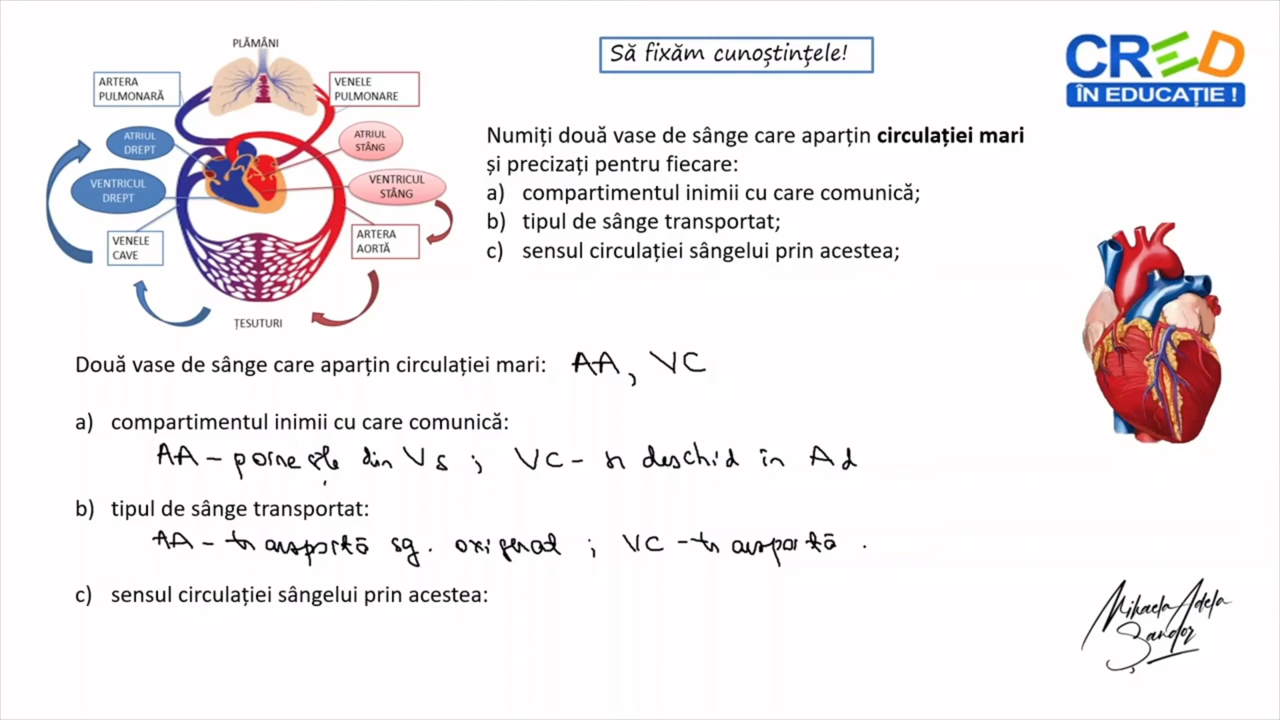 PLĂMÂNI
ARTERA
PULMONARĂ
VENELE
PULMONARE
ATRIUL
DREPT
ATRIUL
STÂNG
VENTRICUL
DREPT
VENTRICUL
STÂNG
VENELE
CAVE
ARTERA
AORTĂ
ȚESUTURI
Să fixăm cunoștințele!
CRED
ÎN EDUCAȚIE !
Numiți două vase de sânge care aparțin circulației mari
și precizați pentru fiecare:
a) compartimentul inimii cu care comunică;
b) tipul de sânge transportat;
c) sensul circulației sângelui prin acestea;
Două vase de sânge care aparțin circulației mari: AA, VC
a) compartimentul inimii cu care comunică:
AA - pornește din Vs ; VC - deschid în Ad
b) tipul de sânge transportat:
AA - transportă sg. oxigenat ; VC - transportă
c) sensul circulației sângelui prin acestea:
Mihaela Adela
Șandor